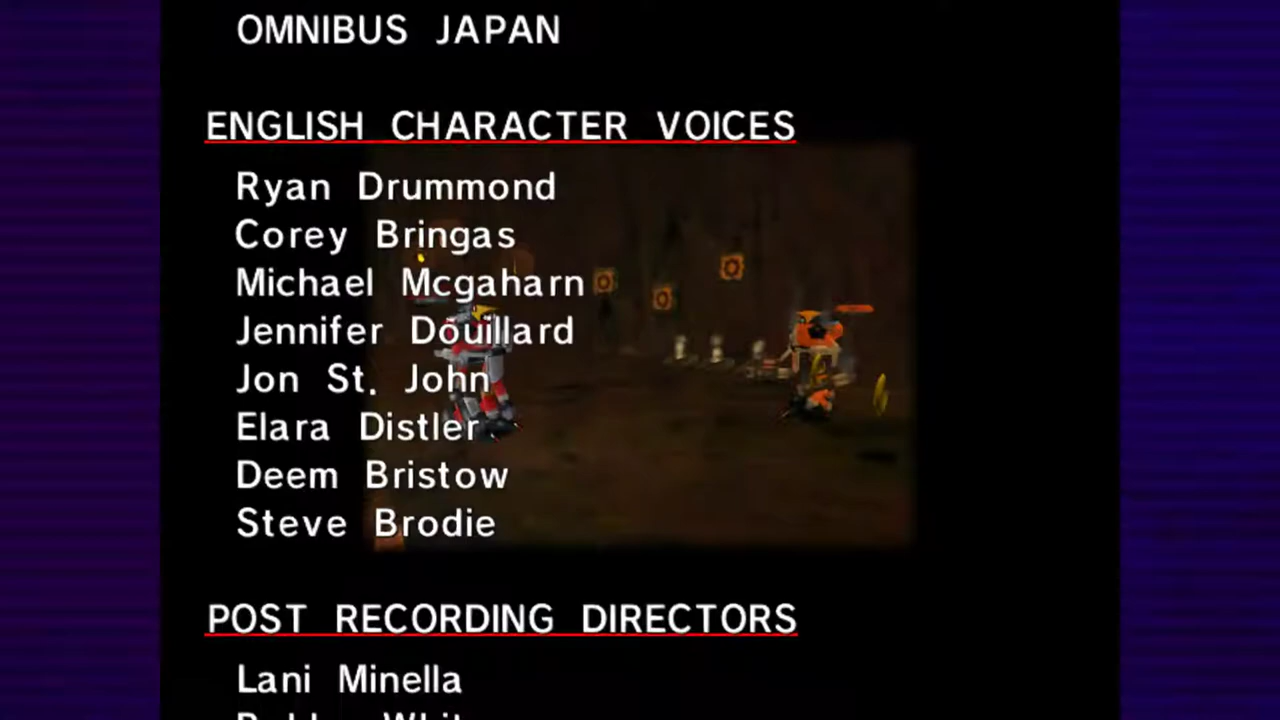 OMNIBUS JAPAN
ENGLISH CHARACTER VOICES
Ryan Drummond
Corey Bringas
Michael Mcgaharn
Jennifer Douillard
Jon St. John
Elara Distler
Deem Bristow
Steve Brodie
POST RECORDING DIRECTORS
Lani Minella